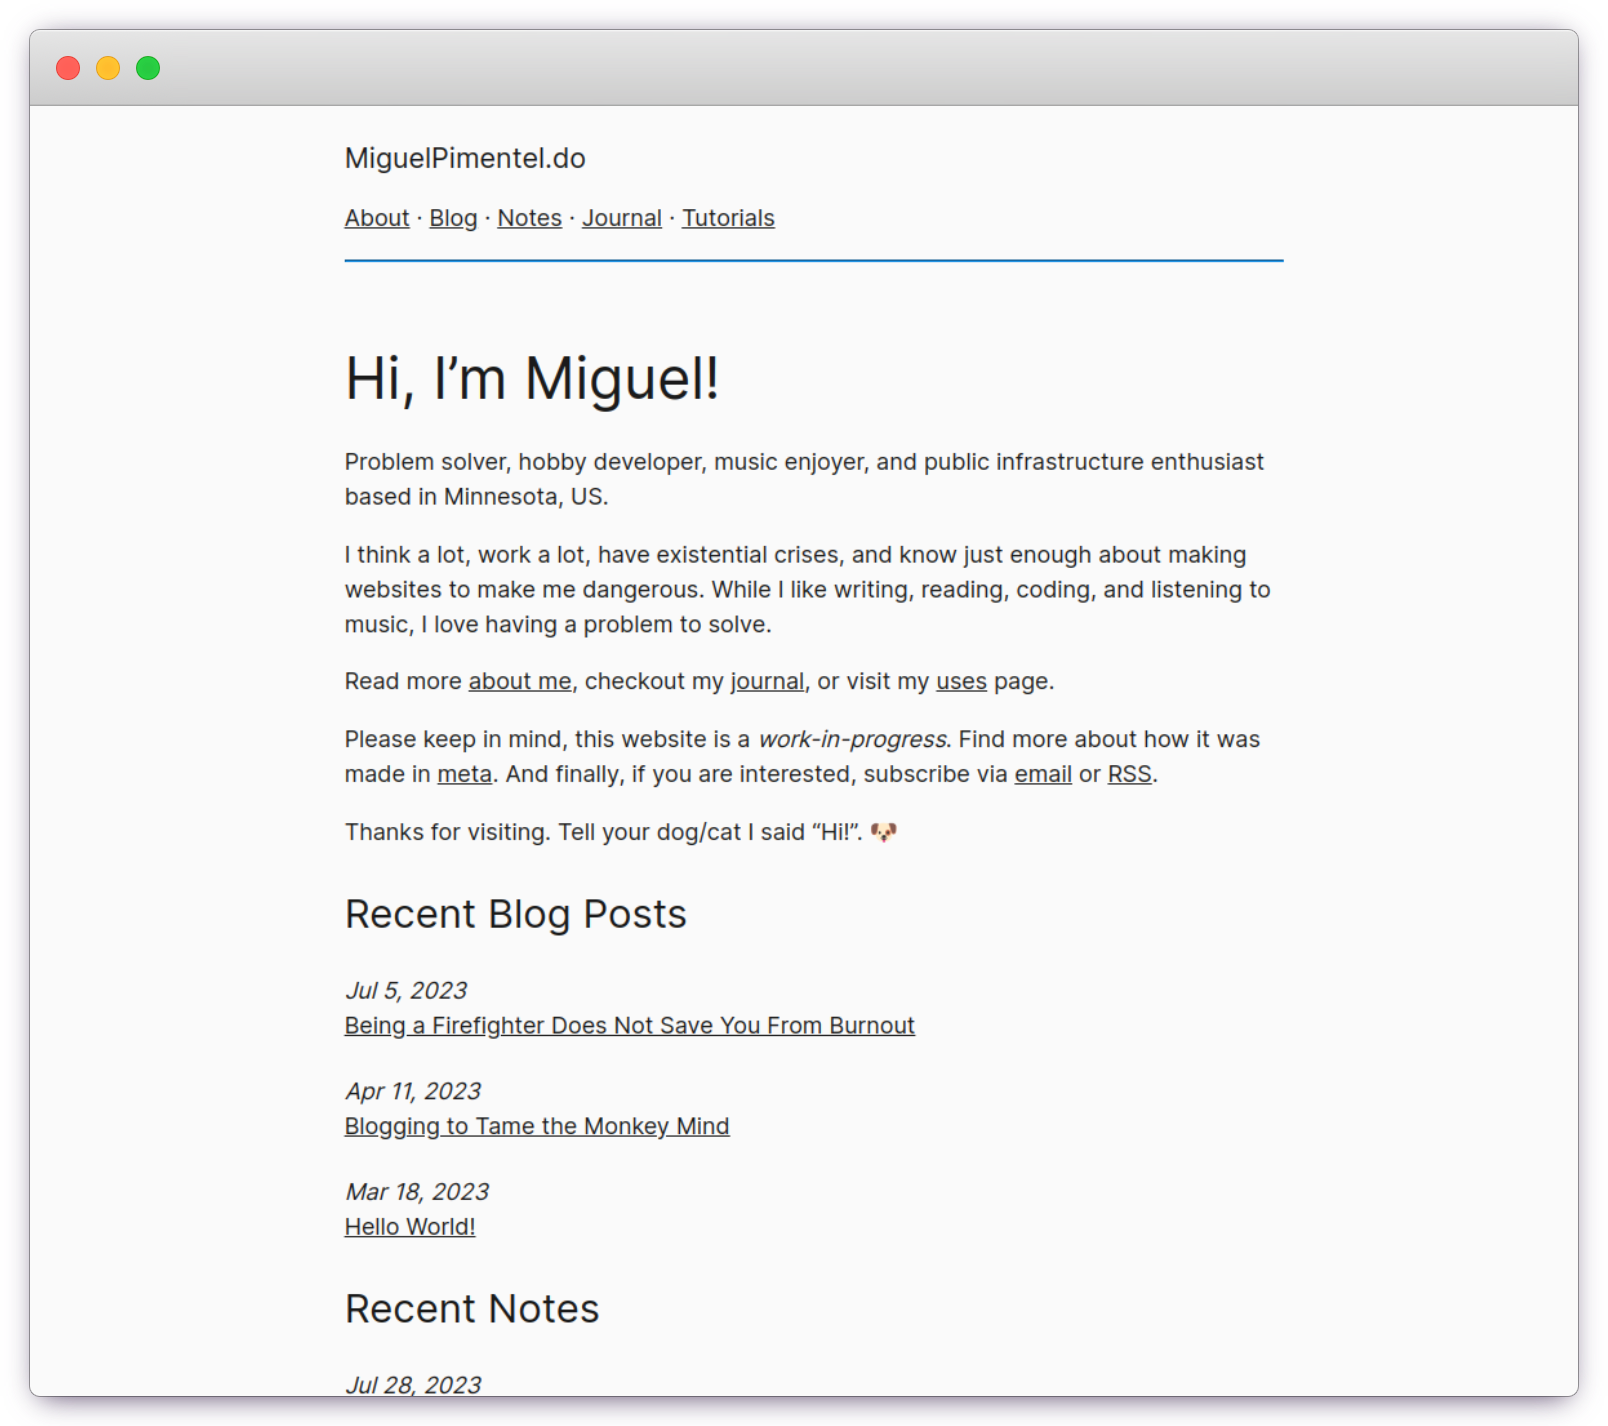 MiguelPimentel.do
About · Blog · Notes · Journal · Tutorials
Hi, I’m Miguel!
Problem solver, hobby developer, music enjoyer, and public infrastructure enthusiast
based in Minnesota, US.
I think a lot, work a lot, have existential crises, and know just enough about making
websites to make me dangerous. While I like writing, reading, coding, and listening to
music, I love having a problem to solve.
Read more about me, checkout my journal, or visit my uses page.
Please keep in mind, this website is a work-in-progress. Find more about how it was
made in meta. And finally, if you are interested, subscribe via email or RSS.
Thanks for visiting. Tell your dog/cat I said “Hi!”. 🐶
Recent Blog Posts
Jul 5, 2023
Being a Firefighter Does Not Save You From Burnout
Apr 11, 2023
Blogging to Tame the Monkey Mind
Mar 18, 2023
Hello World!
Recent Notes
Jul 28, 2023